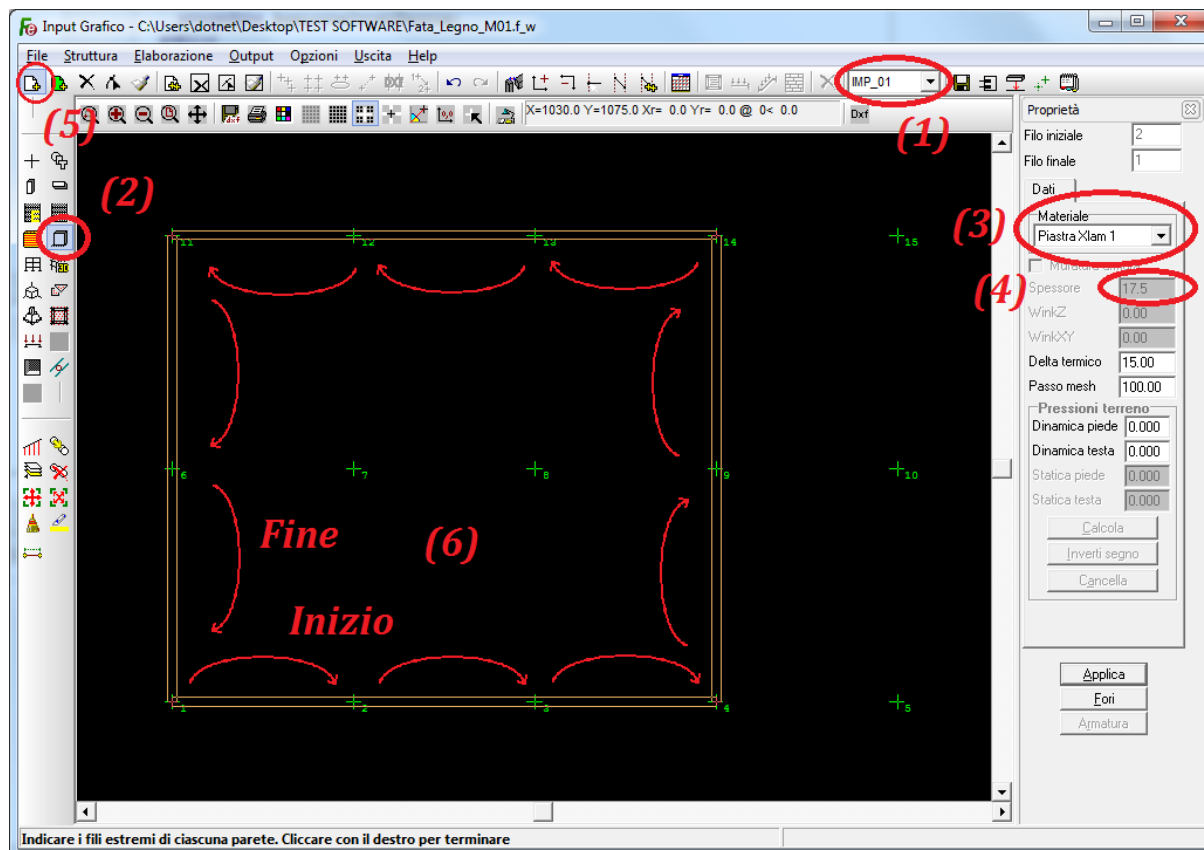 Input Grafico - C:\Users\dotnet\Desktop\TEST SOFTWARE\Fata_Legno_M01.f_w
File Struttura Elaborazione Output Opzioni Uscita Help
IMP_01
X=1030.0 Y=1075.0 Xr= 0.0 Yr= 0.0 @ 0< 0.0
Dxf
(5)
(1)
(2)
(3)
(4)
Proprietà
Filo iniziale 2
Filo finale 1
Dati
Materiale
Piastra Xlam 1
Spessore 17.5
WinkZ 0.00
WinkXY 0.00
Delta termico 15.00
Passo mesh 100.00
Pressioni terreno
Dinamica piede 0.000
Dinamica testa 0.000
Statica piede 0.000
Statica testa 0.000
Calcola
Inverti segno
Cancella
Applica
Fori
Armatura
11 12 13 14 15
6 7 8 9 10
Fine (6)
Inizio
1 2 3 4 5
Indicare i fili estremi di ciascuna parete. Cliccare con il destro per terminare